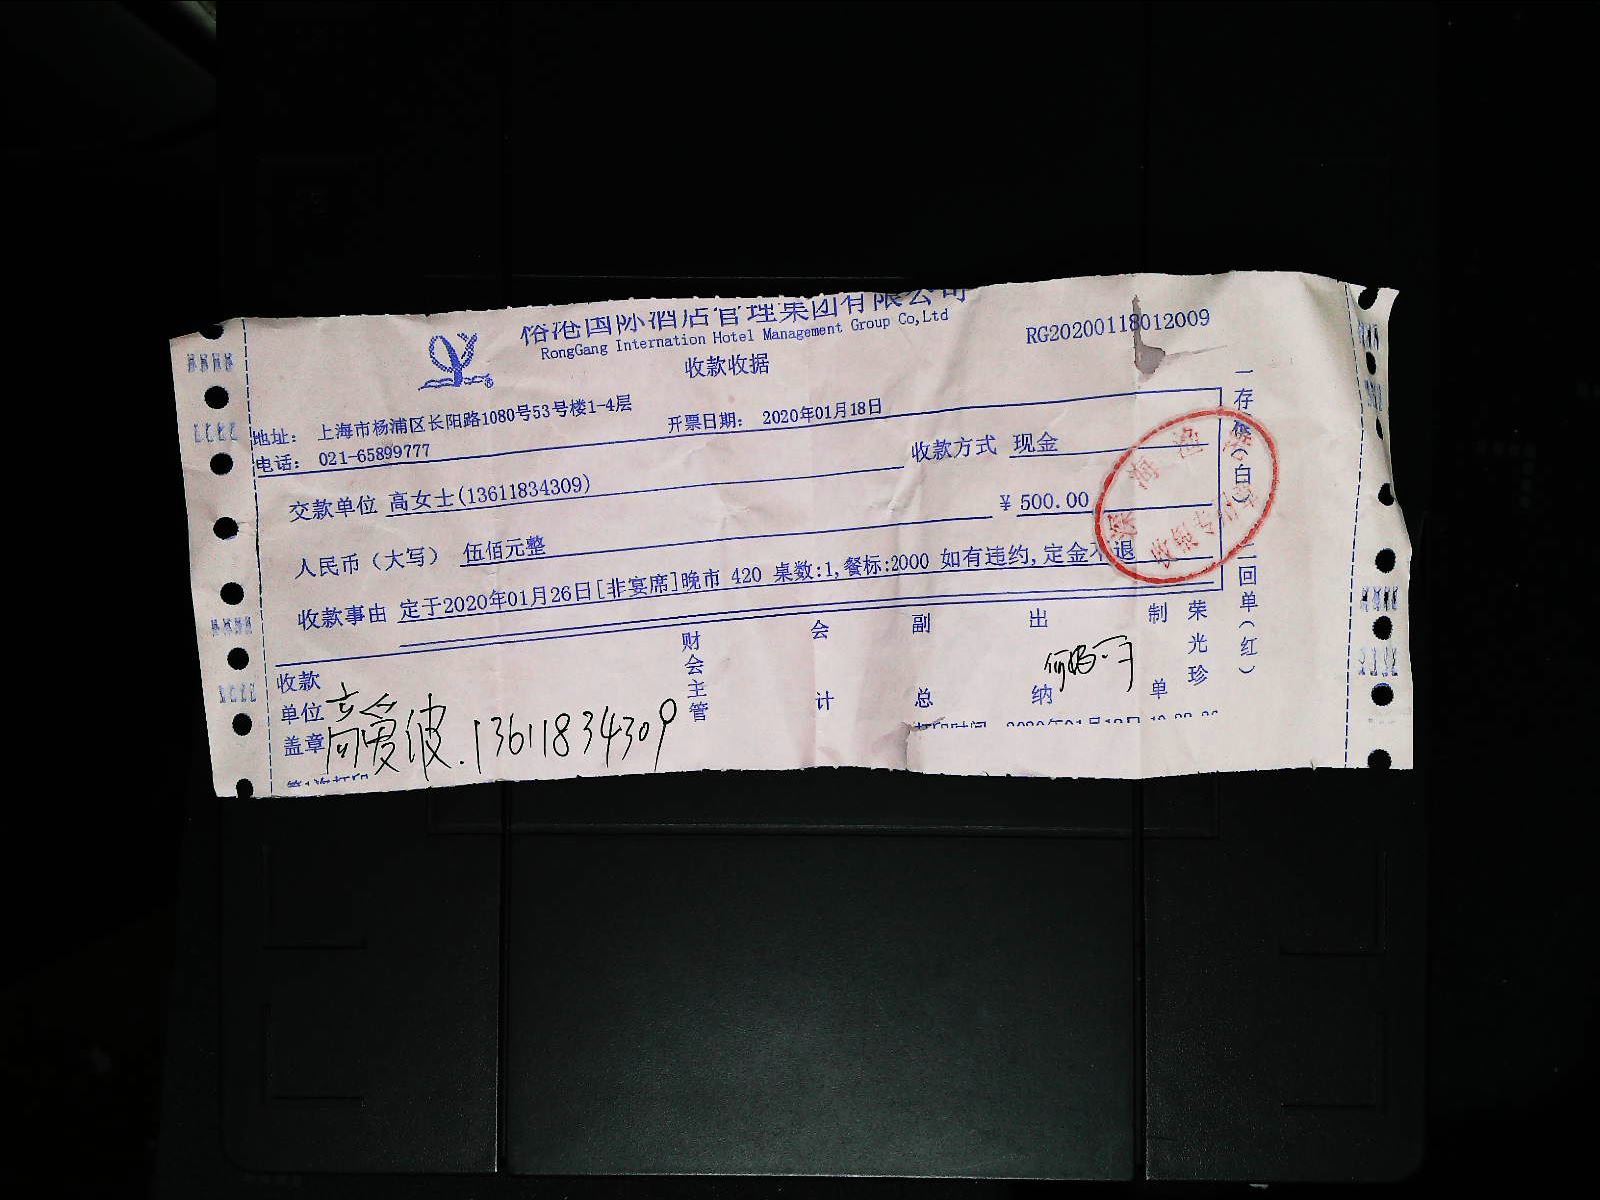 国际酒店管理集团有限公司
RongGang Internation Hotel Management Group Co,Ltd
RG20200118012009
收款收据
地址: 上海市杨浦区长阳路1080号53号楼1-4层
开票日期: 2020年01月18日
电话: 021-65899777
收款方式 现金
交款单位 高女士(13611834309)
¥ 500.00
人民币（大写） 伍佰元整
收款事由 定于2020年01月26日[非宴席]晚市 420 桌数:1,餐标:2000 如有违约,定金不退
收款单位盖章
高爱波.13611834309
财会主管
会计
副总
出纳
制单
荣光珍
一存根(白)
二回单(红)
收银专